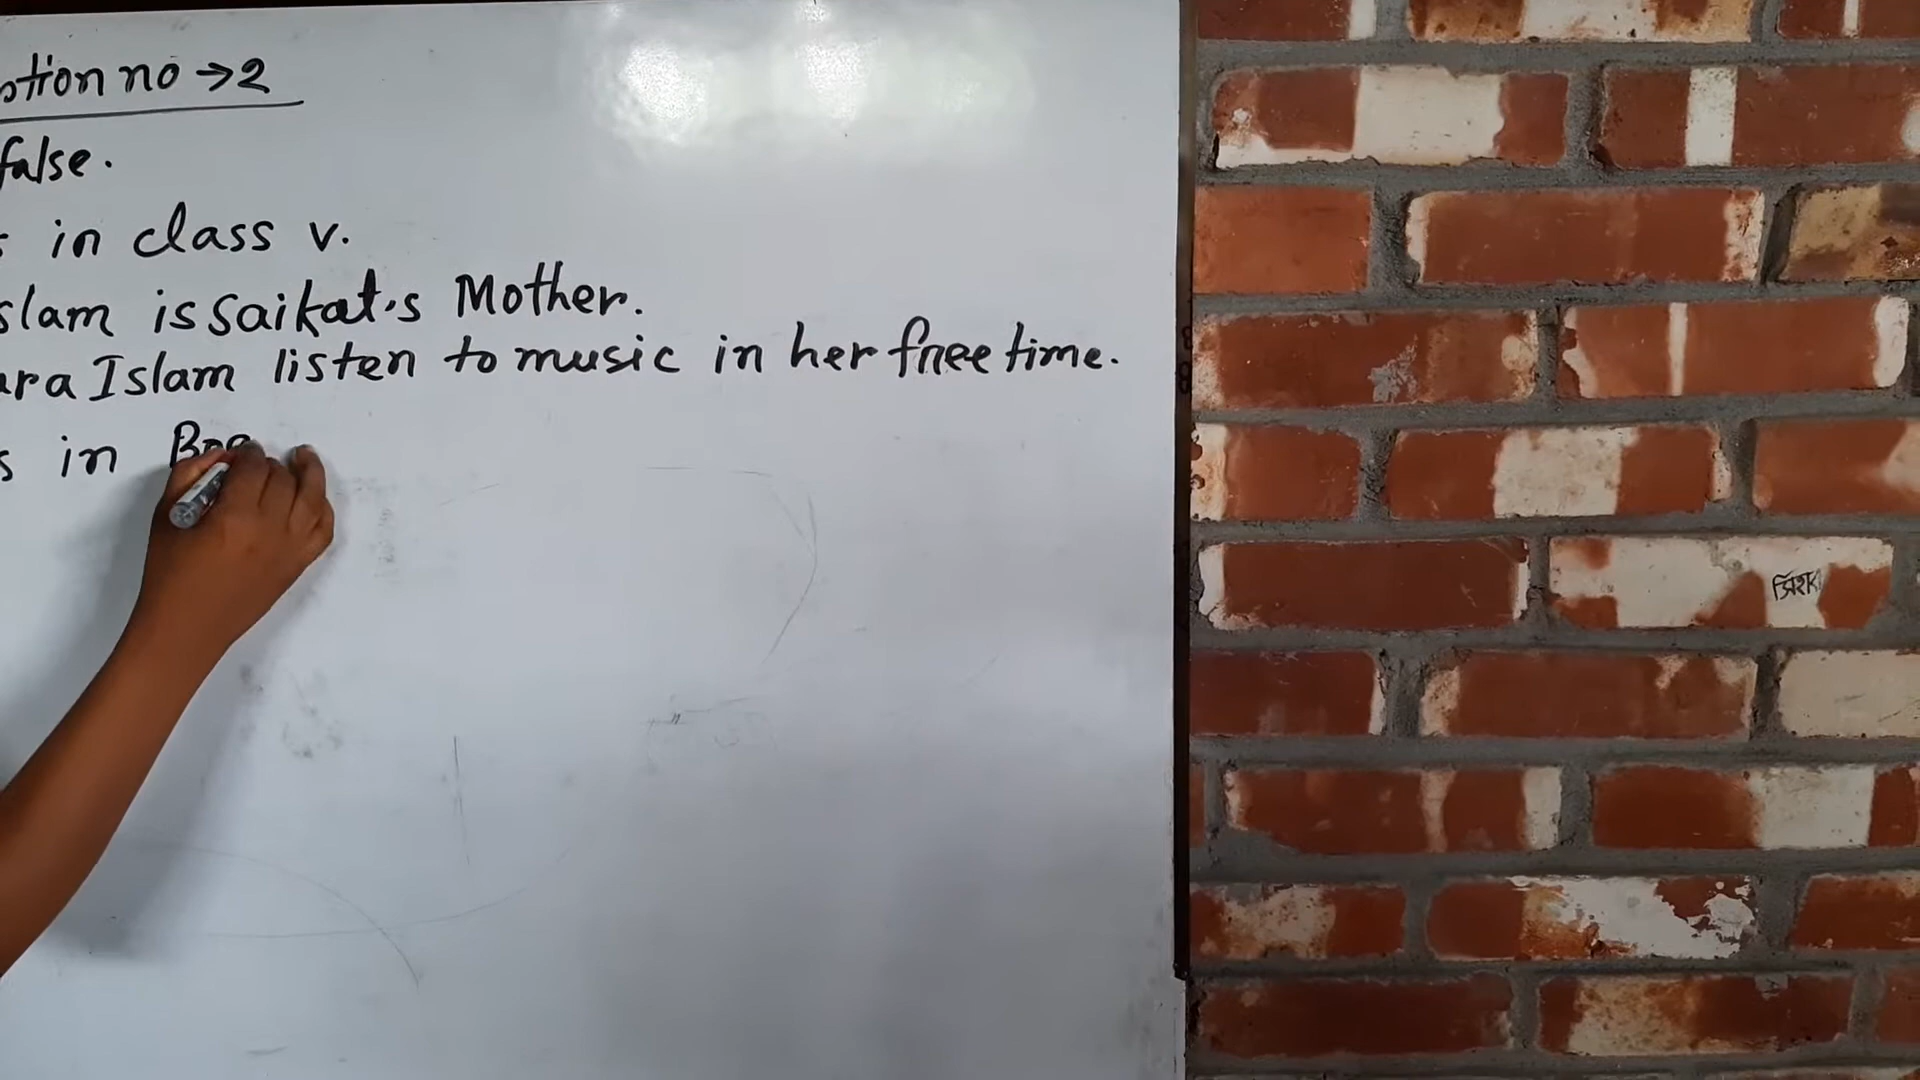 otion no → 2
false.
s in class v.
slam is Saikat's Mother.
ara Islam listen to music in her free time.
s in